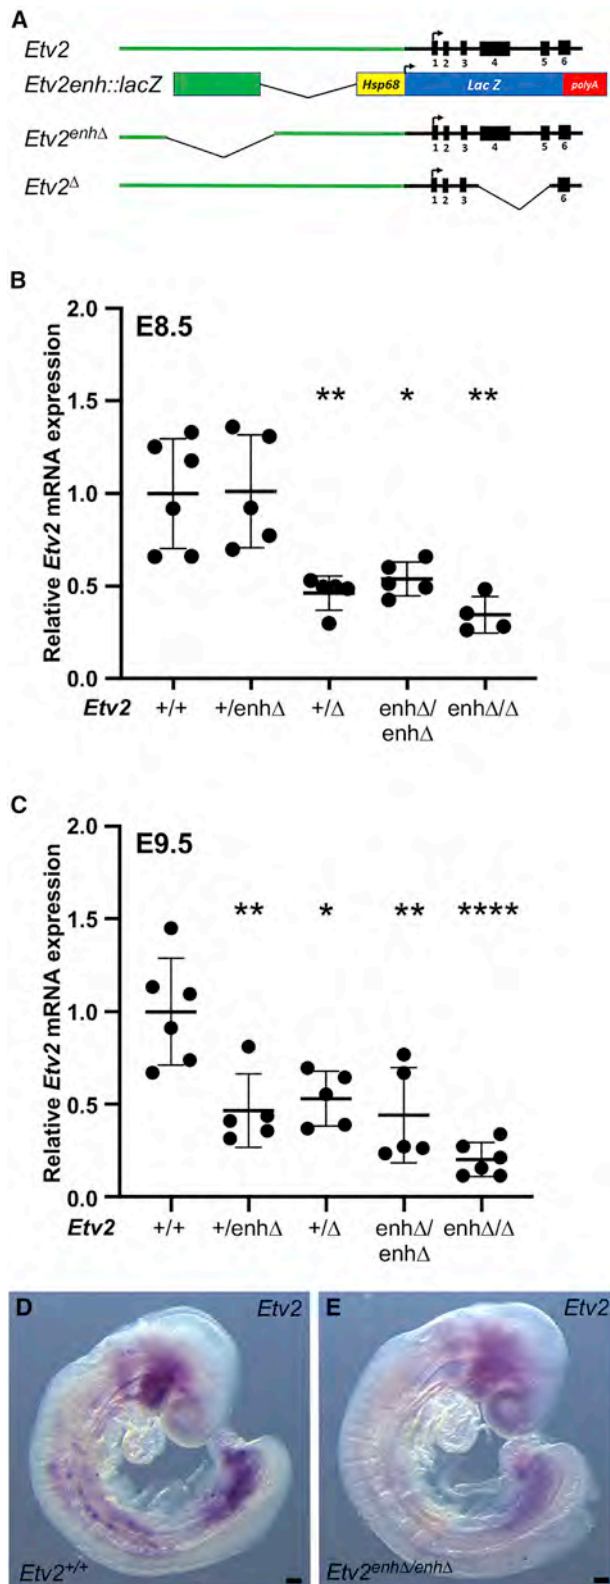 A
Etv2
1 2 3 4 5 6
Etv2enh::lacZ Hsp68 Lac Z polyA
Etv2enhΔ
1 2 3 4 5 6
Etv2Δ
1 2 3 6
B
2.0
E8.5
1.5
** * **
1.0
0.5
0.0
Relative Etv2 mRNA expression
Etv2 +/+ +/enhΔ +/Δ enhΔ/ enhΔ/Δ
enhΔ
C
2.0
E9.5
1.5
** * ** ****
1.0
0.5
0.0
Relative Etv2 mRNA expression
Etv2 +/+ +/enhΔ +/Δ enhΔ/ enhΔ/Δ
enhΔ
D Etv2
Etv2+/+
E Etv2
Etv2enhΔ/enhΔ